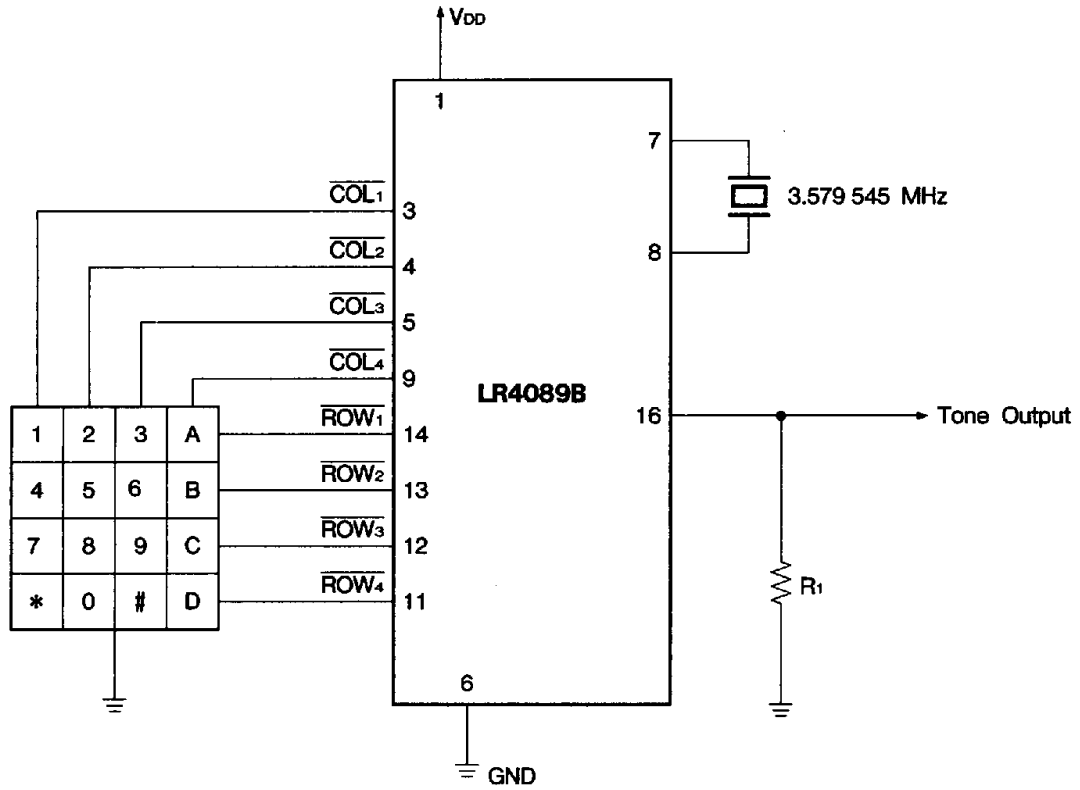 VDD
1
7
3.579 545 MHz
8
COL1
3
COL2
4
COL3
5
COL4
9
LR4089B
ROW1
14
ROW2
13
ROW3
12
ROW4
11
1 2 3 A
4 5 6 B
7 8 9 C
* 0 # D
16
Tone Output
R1
6
GND